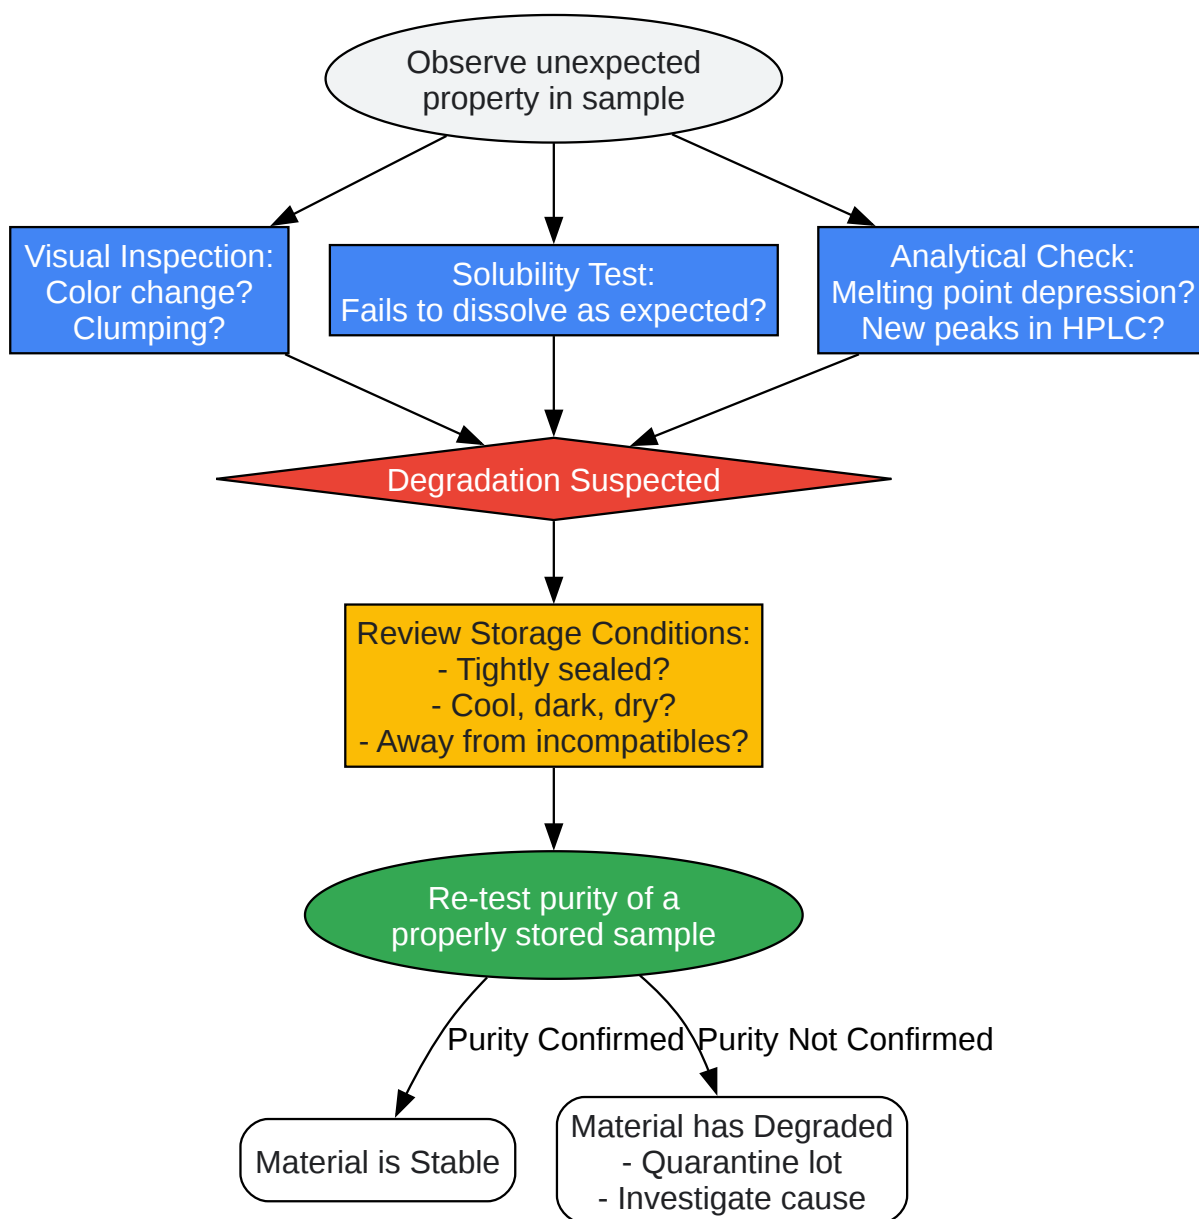 Observe unexpected
property in sample
Visual Inspection:
Color change?
Clumping?
Solubility Test:
Fails to dissolve as expected?
Analytical Check:
Melting point depression?
New peaks in HPLC?
Degradation Suspected
Review Storage Conditions:
- Tightly sealed?
- Cool, dark, dry?
- Away from incompatibles?
Re-test purity of a
properly stored sample
Purity Confirmed
Purity Not Confirmed
Material is Stable
Material has Degraded
- Quarantine lot
- Investigate cause